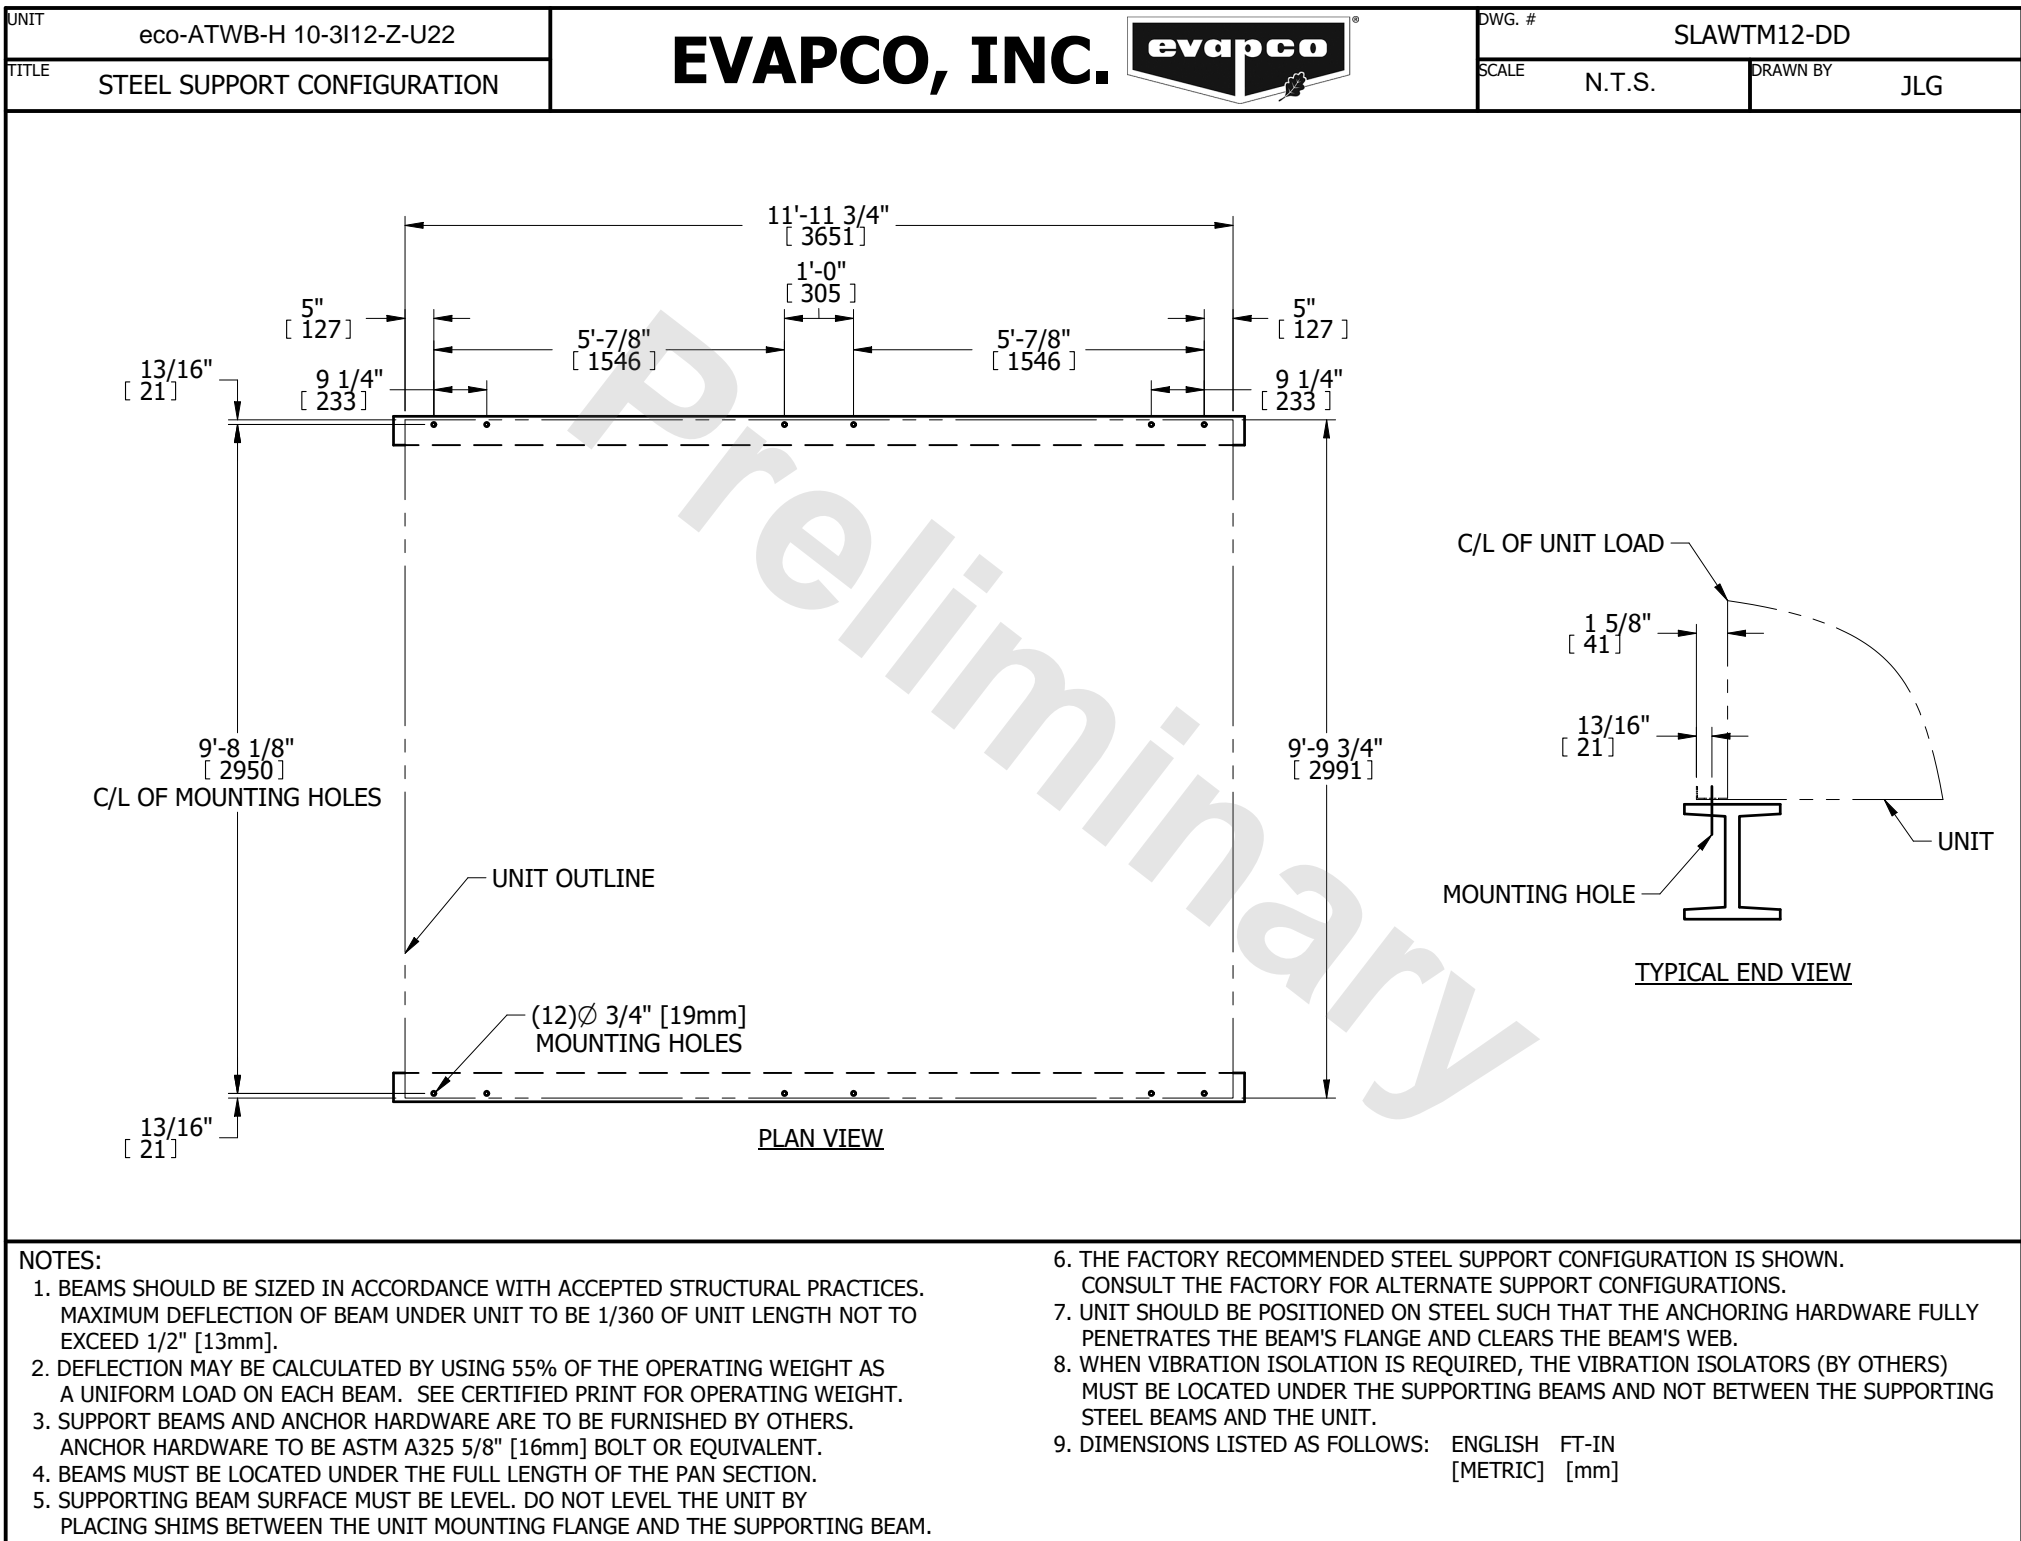 UNIT
eco-ATWB-H 10-3I12-Z-U22
TITLE
STEEL SUPPORT CONFIGURATION
EVAPCO, INC.
evapco
®
DWG. #
SLAWTM12-DD
SCALE
N.T.S.
DRAWN BY
JLG
11'-11 3/4"
[ 3651 ]
1'-0"
[ 305 ]
5"
[ 127 ]
5'-7/8"
[ 1546 ]
5'-7/8"
[ 1546 ]
5"
[ 127 ]
13/16"
[ 21 ]
9 1/4"
[ 233 ]
9 1/4"
[ 233 ]
Preliminary
C/L OF UNIT LOAD
1 5/8"
[ 41 ]
13/16"
[ 21 ]
9'-8 1/8"
[ 2950 ]
C/L OF MOUNTING HOLES
9'-9 3/4"
[ 2991 ]
UNIT
MOUNTING HOLE
TYPICAL END VIEW
UNIT OUTLINE
(12)∅ 3/4" [19mm]
MOUNTING HOLES
13/16"
[ 21 ]
PLAN VIEW
NOTES:
1. BEAMS SHOULD BE SIZED IN ACCORDANCE WITH ACCEPTED STRUCTURAL PRACTICES.
MAXIMUM DEFLECTION OF BEAM UNDER UNIT TO BE 1/360 OF UNIT LENGTH NOT TO
EXCEED 1/2" [13mm].
2. DEFLECTION MAY BE CALCULATED BY USING 55% OF THE OPERATING WEIGHT AS
A UNIFORM LOAD ON EACH BEAM. SEE CERTIFIED PRINT FOR OPERATING WEIGHT.
3. SUPPORT BEAMS AND ANCHOR HARDWARE ARE TO BE FURNISHED BY OTHERS.
ANCHOR HARDWARE TO BE ASTM A325 5/8" [16mm] BOLT OR EQUIVALENT.
4. BEAMS MUST BE LOCATED UNDER THE FULL LENGTH OF THE PAN SECTION.
5. SUPPORTING BEAM SURFACE MUST BE LEVEL. DO NOT LEVEL THE UNIT BY
PLACING SHIMS BETWEEN THE UNIT MOUNTING FLANGE AND THE SUPPORTING BEAM.
6. THE FACTORY RECOMMENDED STEEL SUPPORT CONFIGURATION IS SHOWN.
CONSULT THE FACTORY FOR ALTERNATE SUPPORT CONFIGURATIONS.
7. UNIT SHOULD BE POSITIONED ON STEEL SUCH THAT THE ANCHORING HARDWARE FULLY
PENETRATES THE BEAM'S FLANGE AND CLEARS THE BEAM'S WEB.
8. WHEN VIBRATION ISOLATION IS REQUIRED, THE VIBRATION ISOLATORS (BY OTHERS)
MUST BE LOCATED UNDER THE SUPPORTING BEAMS AND NOT BETWEEN THE SUPPORTING
STEEL BEAMS AND THE UNIT.
9. DIMENSIONS LISTED AS FOLLOWS: ENGLISH FT-IN
[METRIC] [mm]